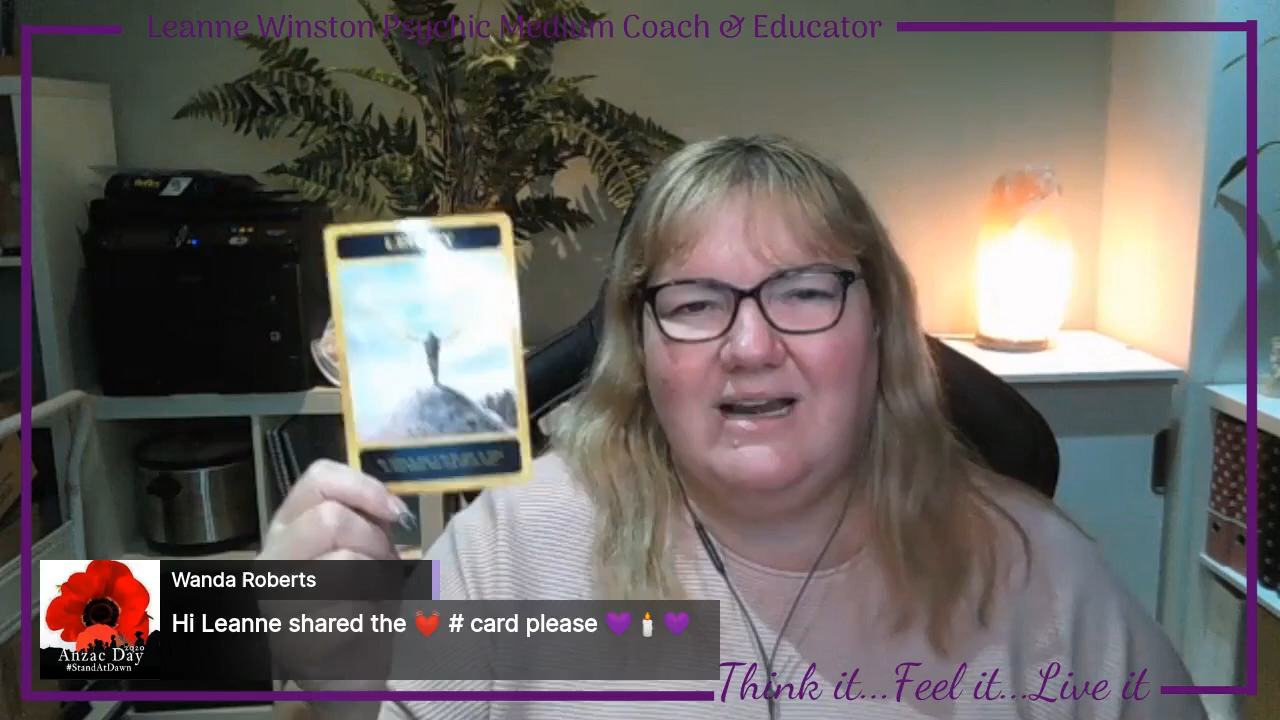 Leanne Winston Psychic Medium Coach & Educator
Wanda Roberts
Hi Leanne shared the ❤️ # card please 💜 🕯️ 💜
2020
Anzac Day
#StandAtDawn
Think it...Feel it...Live it